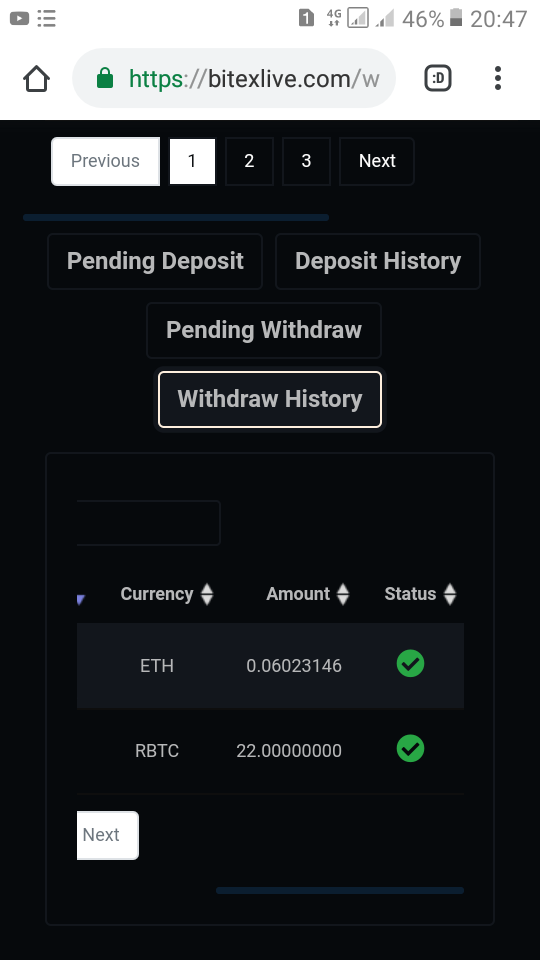 1 4G 46% 20:47
https://bitexlive.com/w :D
Previous 1 2 3 Next
Pending Deposit Deposit History
Pending Withdraw
Withdraw History
Currency Amount Status
ETH 0.06023146
RBTC 22.00000000
Next